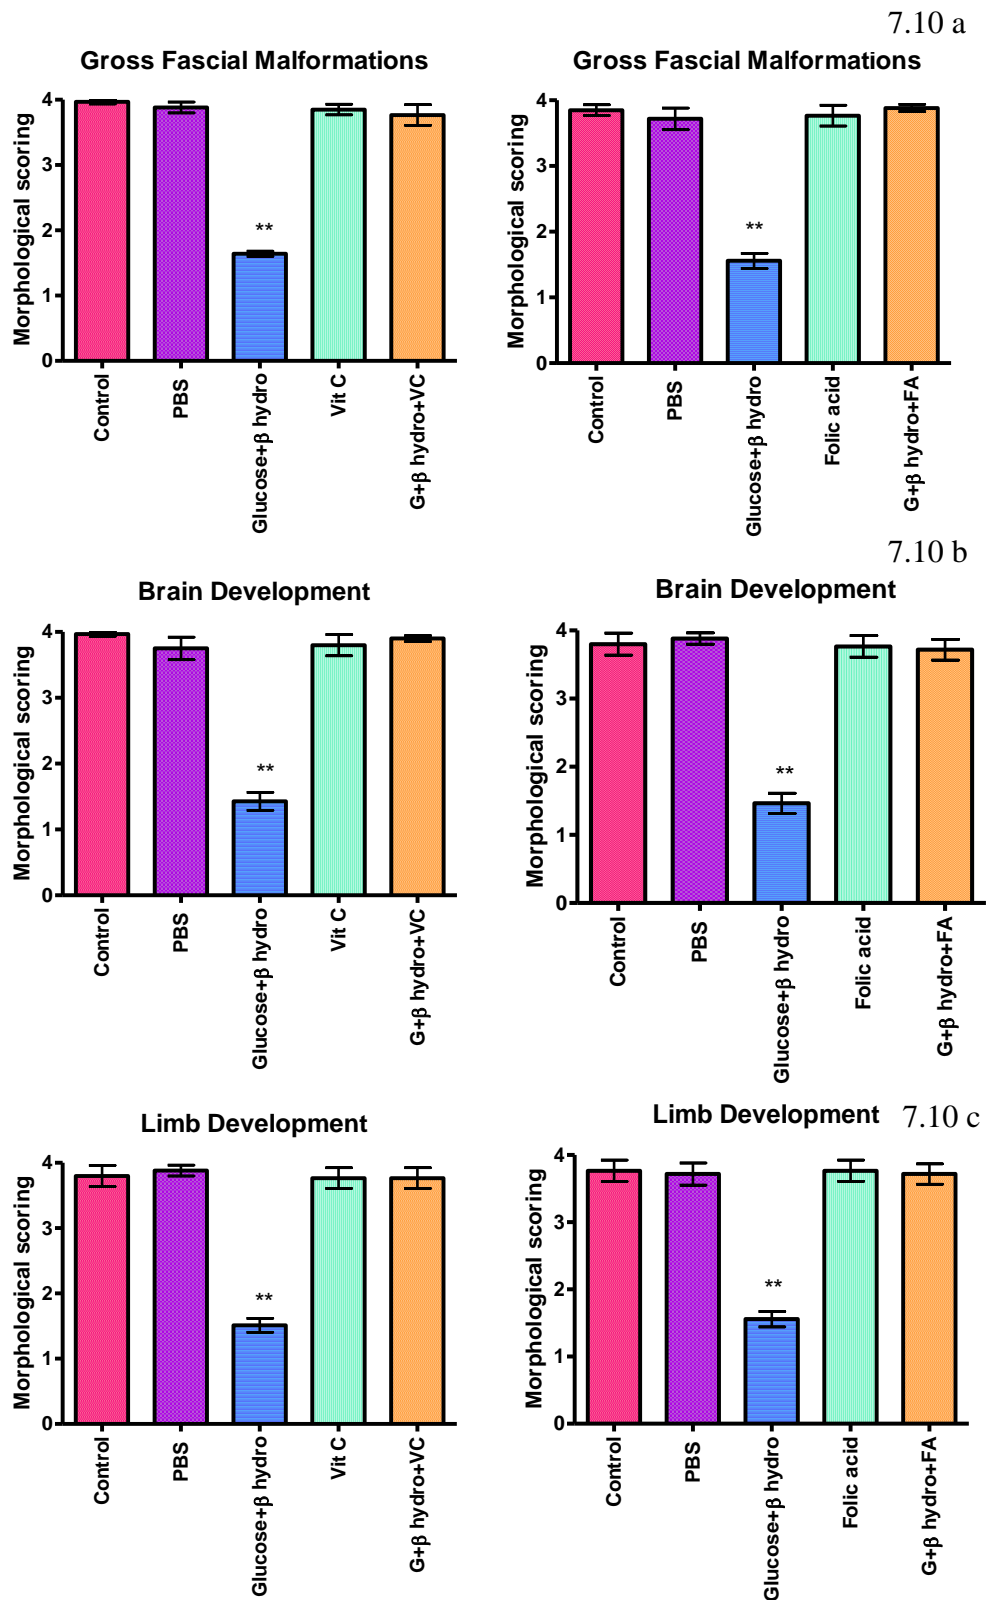 7.10 a
Gross Fascial Malformations
Morphological scoring
4
3
2
1
0
**
Control
PBS
Glucose+β hydro
Vit C
G+β hydro+VC
Gross Fascial Malformations
Morphological scoring
4
3
2
1
0
**
Control
PBS
Glucose+β hydro
Folic acid
G+β hydro+FA
7.10 b
Brain Development
Morphological scoring
4
3
2
1
0
**
Control
PBS
Glucose+β hydro
Vit C
G+β hydro+VC
Brain Development
Morphological scoring
4
3
2
1
0
**
Control
PBS
Glucose+β hydro
Folic acid
G+β hydro+FA
Limb Development
Morphological scoring
4
3
2
1
0
**
Control
PBS
Glucose+β hydro
Vit C
G+β hydro+VC
Limb Development
7.10 c
Morphological scoring
4
3
2
1
0
**
Control
PBS
Glucose+β hydro
Folic acid
G+β hydro+FA